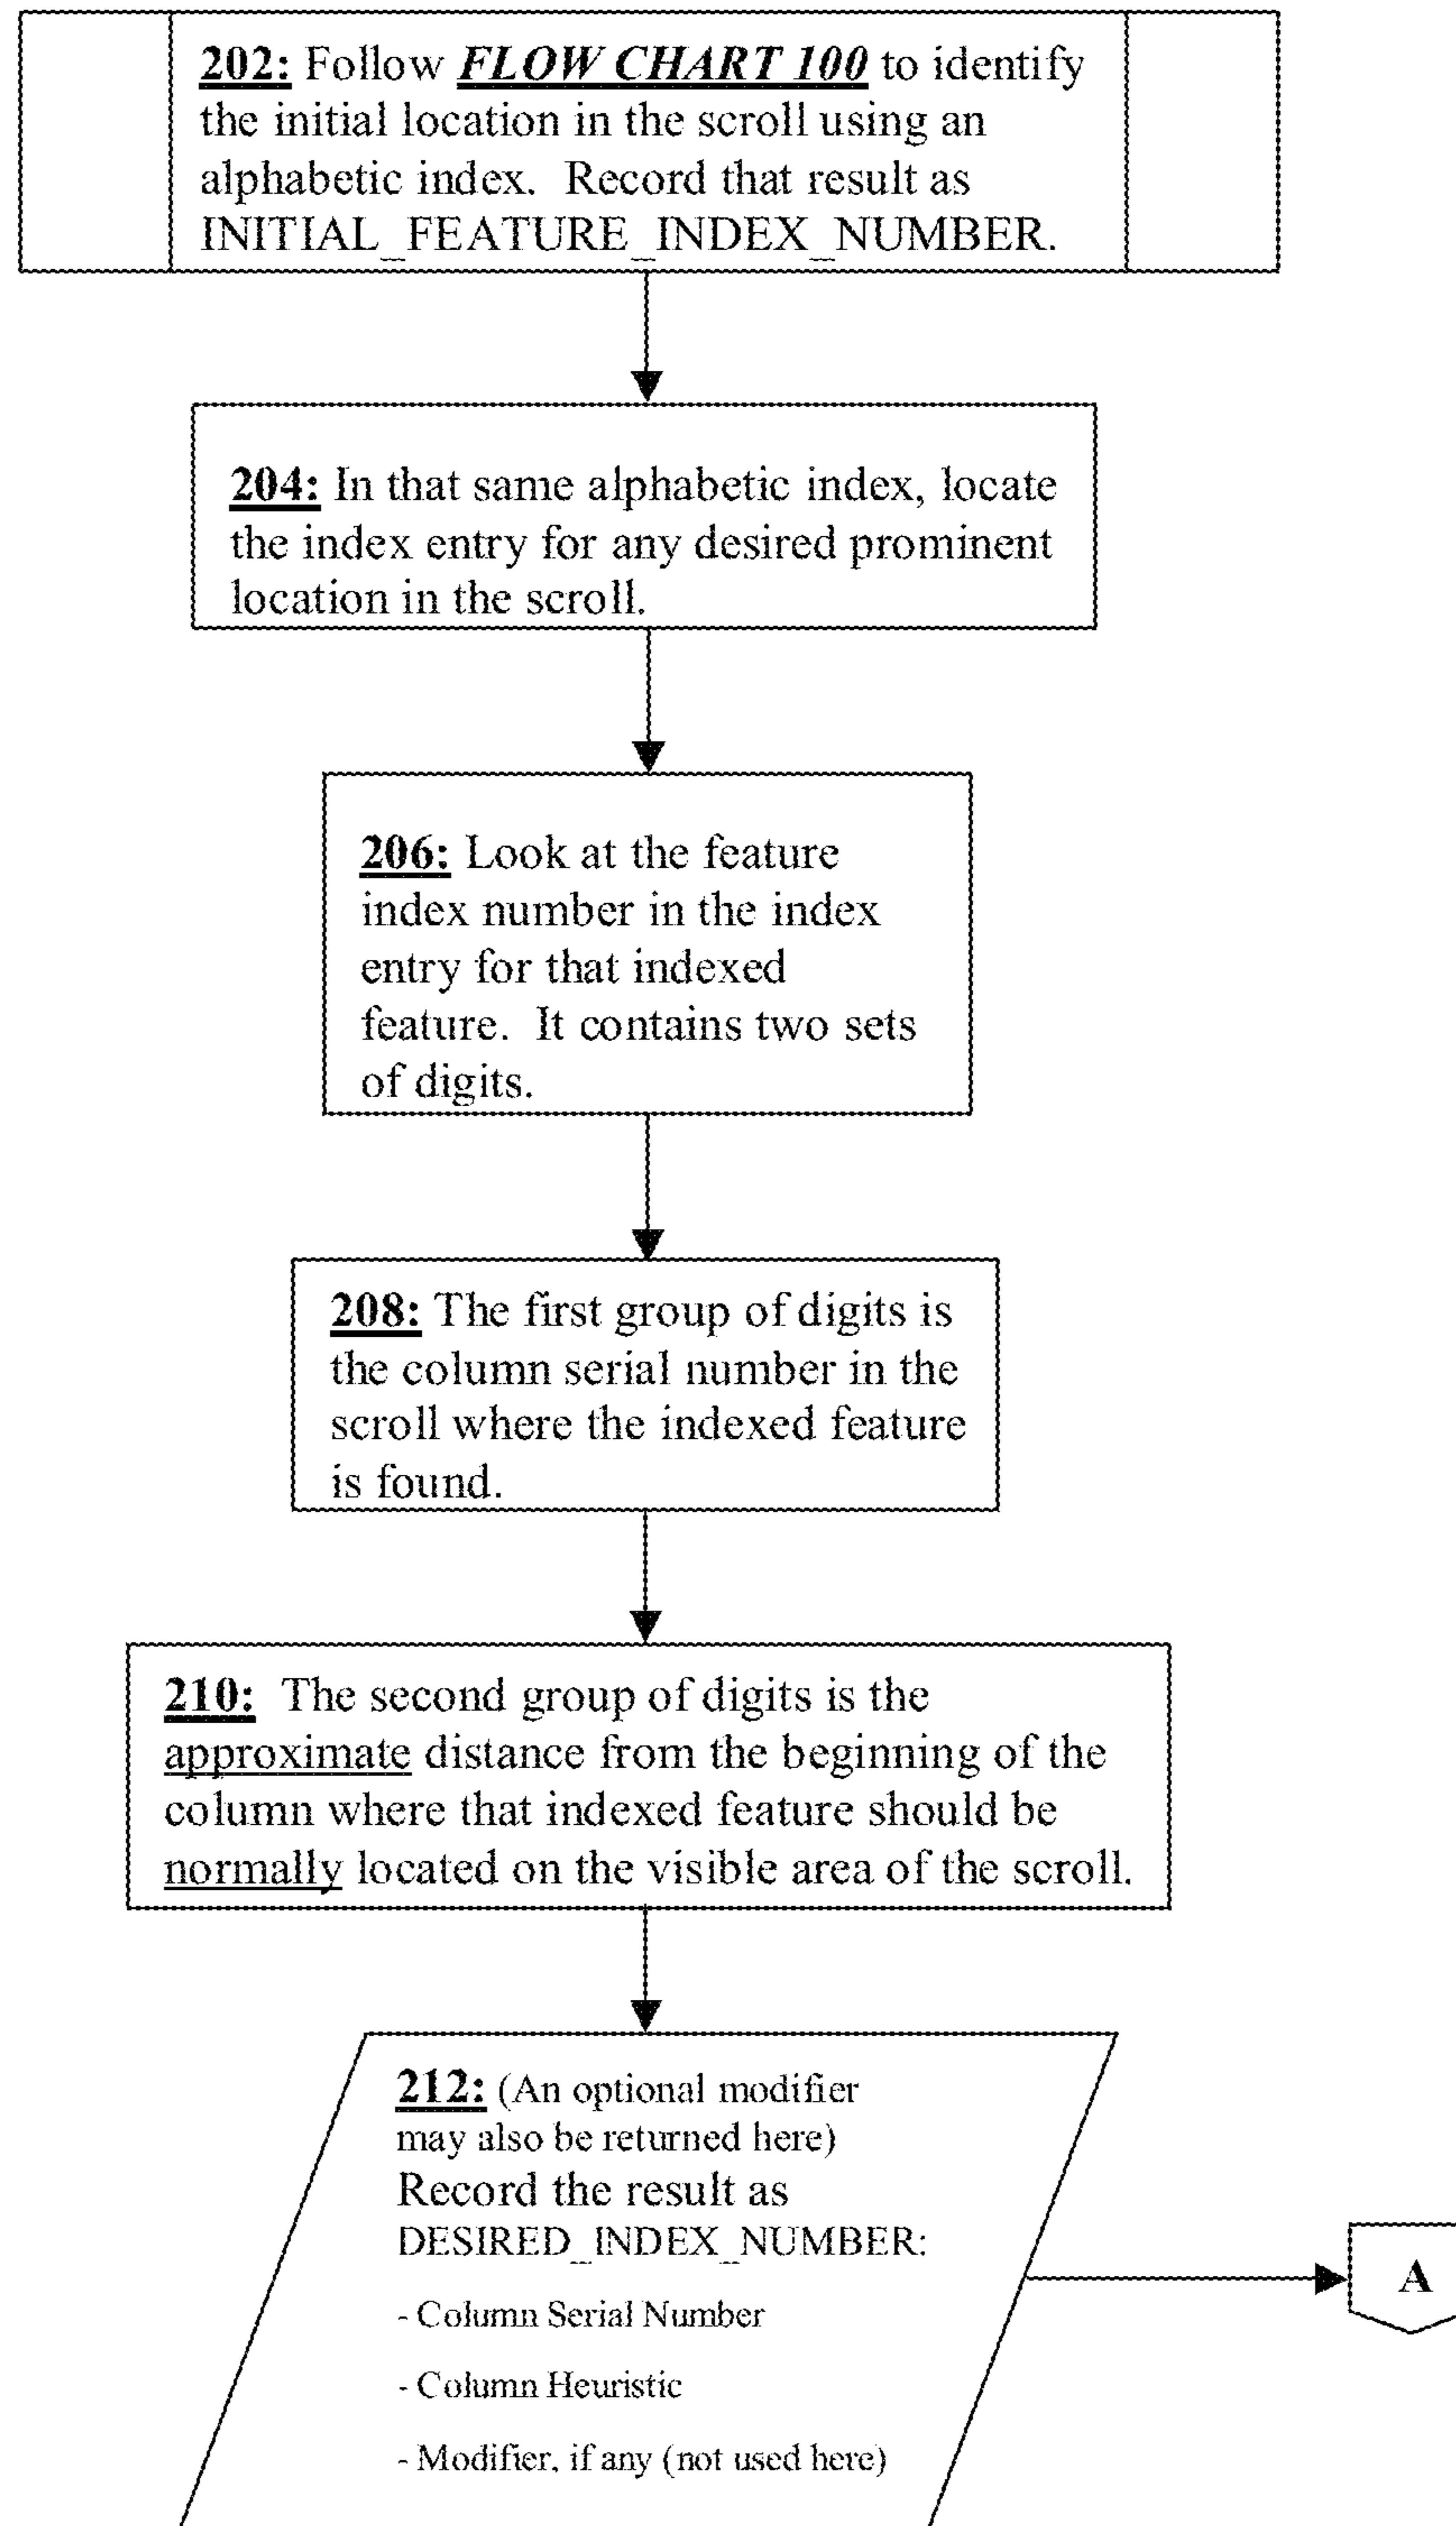 202: Follow FLOW CHART 100 to identify
the initial location in the scroll using an
alphabetic index.  Record that result as
INITIAL_FEATURE_INDEX_NUMBER.
204: In that same alphabetic index, locate
the index entry for any desired prominent
location in the scroll.
206: Look at the feature
index number in the index
entry for that indexed
feature.  It contains two sets
of digits.
208: The first group of digits is
the column serial number in the
scroll where the indexed feature
is found.
210:  The second group of digits is the
approximate distance from the beginning of the
column where that indexed feature should be
normally located on the visible area of the scroll.
212: (An optional modifier
may also be returned here)
Record the result as
DESIRED_INDEX_NUMBER:
- Column Serial Number
- Column Heuristic
- Modifier, if any (not used here)
A